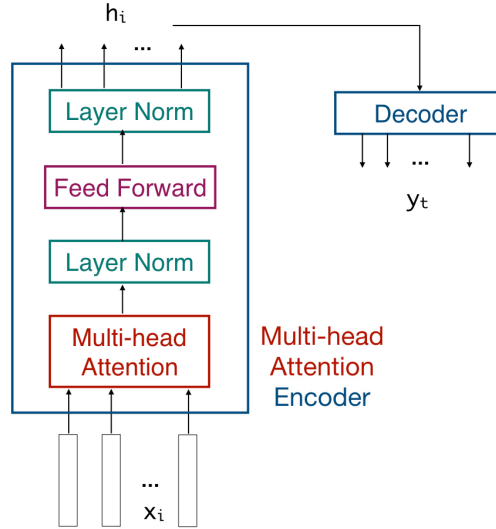 hᵢ
...
Layer Norm
Decoder
Feed Forward
...
yₜ
Layer Norm
Multi-head
Attention
Multi-head
Attention
Encoder
...
xᵢ